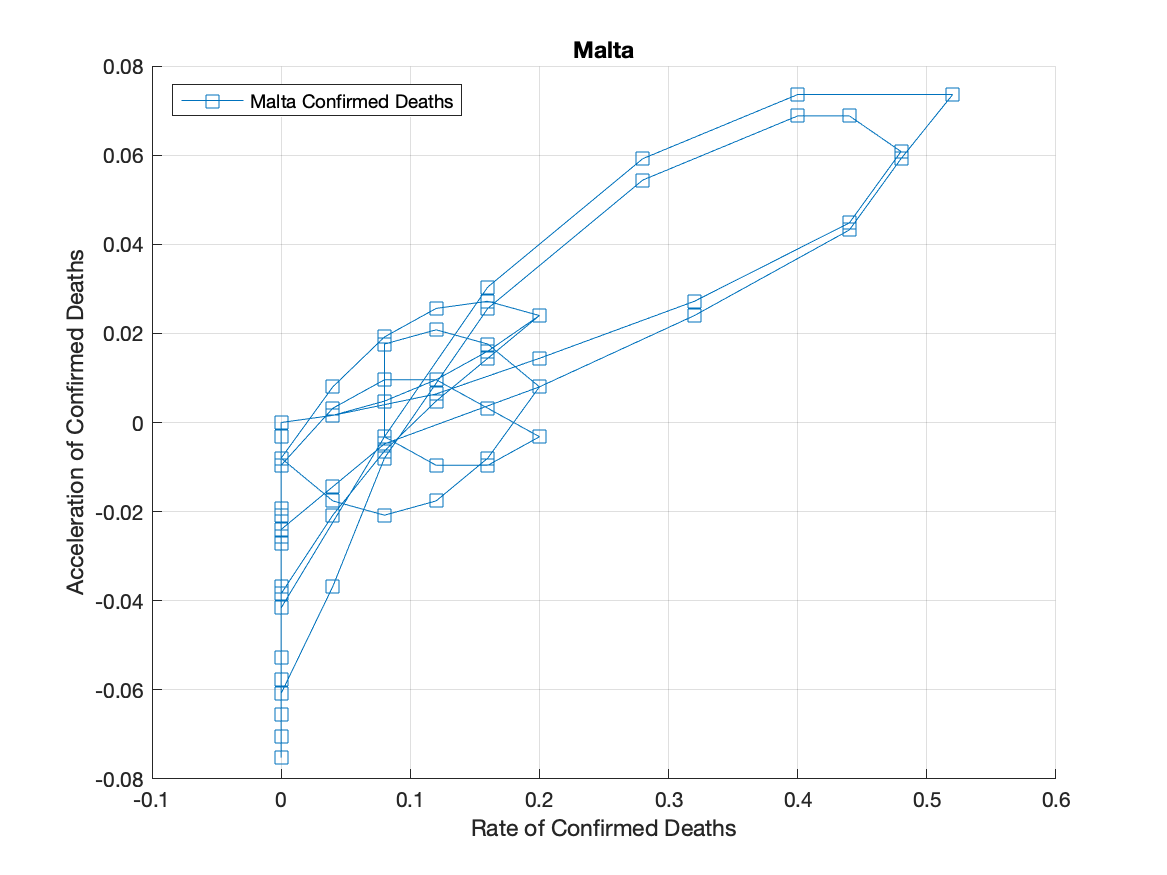 Malta
Malta Confirmed Deaths
0.08
0.06
0.04
0.02
0
-0.02
-0.04
-0.06
-0.08
Acceleration of Confirmed Deaths
-0.1 0 0.1 0.2 0.3 0.4 0.5 0.6
Rate of Confirmed Deaths